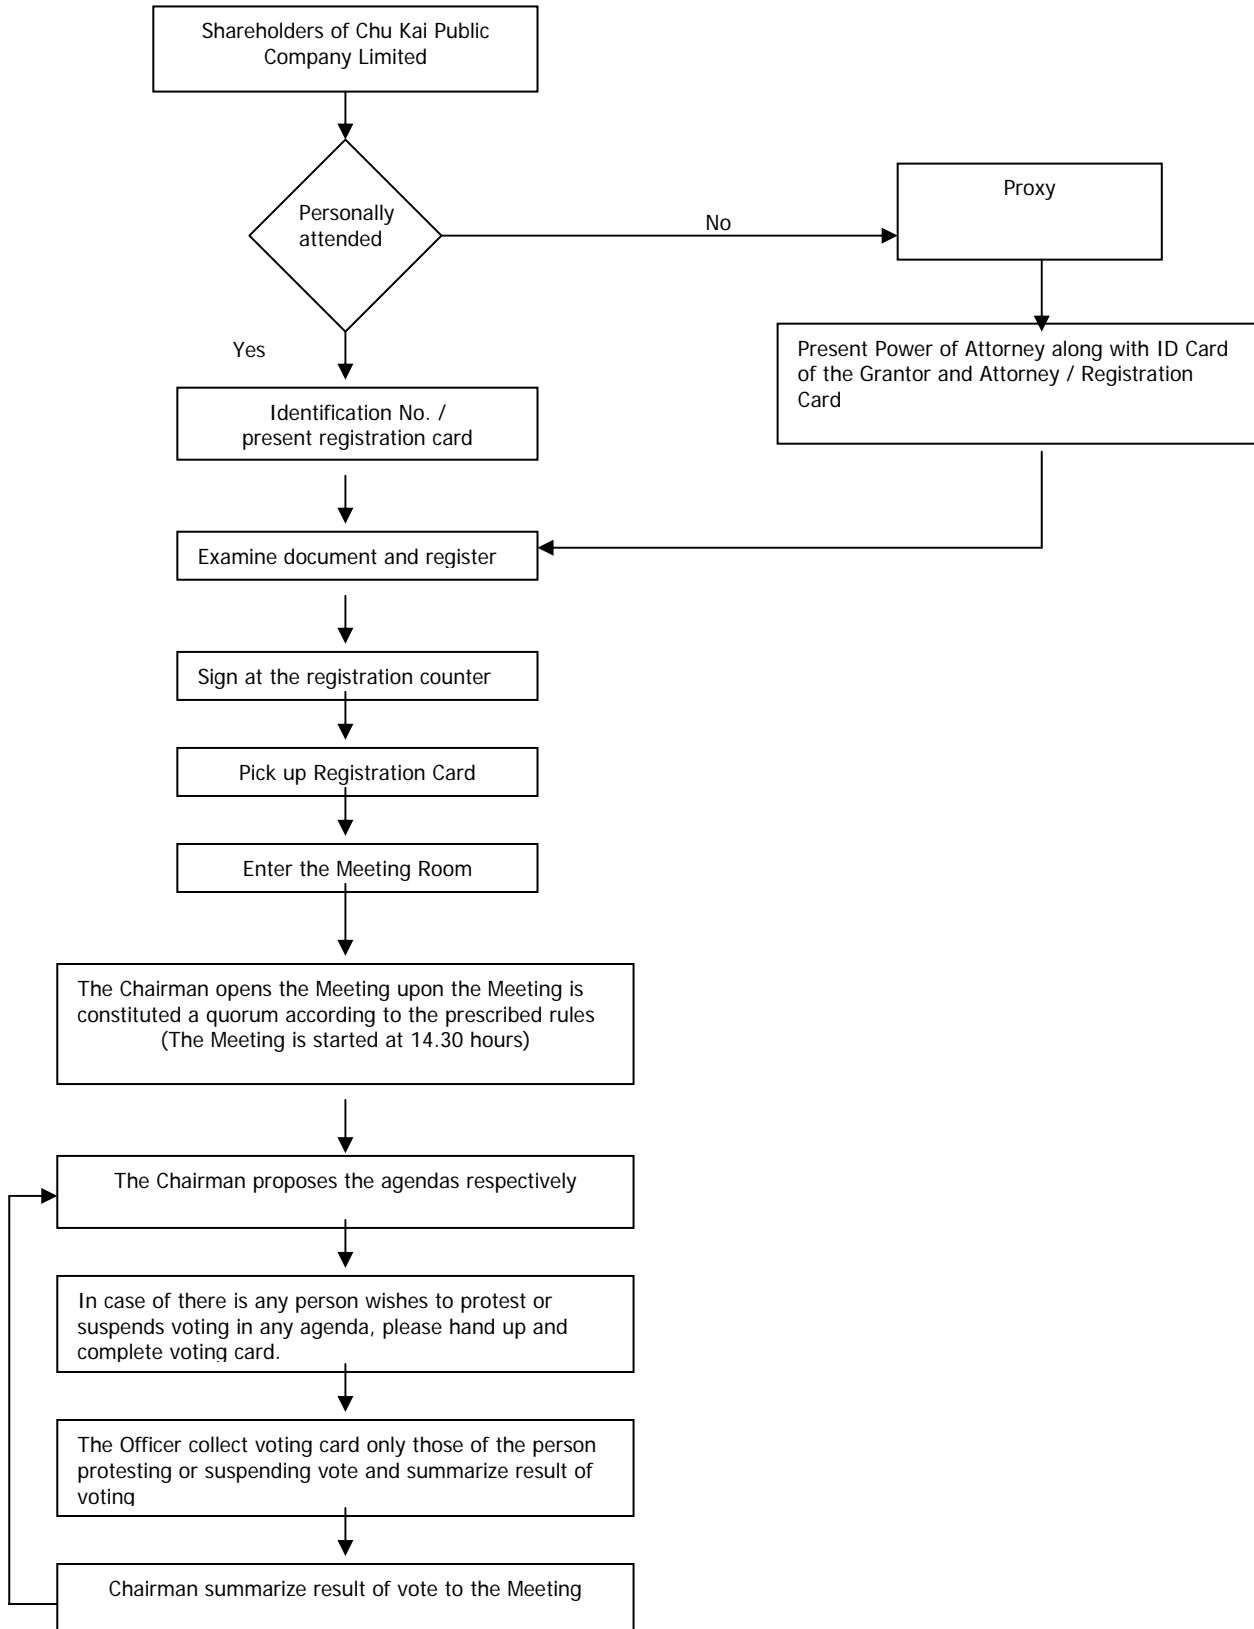 Shareholders of Chu Kai Public
Company Limited
Personally
attended
No
Proxy
Yes
Present Power of Attorney along with ID Card
of the Grantor and Attorney / Registration
Card
Identification No. /
present registration card
Examine document and register
Sign at the registration counter
Pick up Registration Card
Enter the Meeting Room
The Chairman opens the Meeting upon the Meeting is
constituted a quorum according to the prescribed rules
(The Meeting is started at 14.30 hours)
The Chairman proposes the agendas respectively
In case of there is any person wishes to protest or
suspends voting in any agenda, please hand up and
complete voting card.
The Officer collect voting card only those of the person
protesting or suspending vote and summarize result of
voting
Chairman summarize result of vote to the Meeting